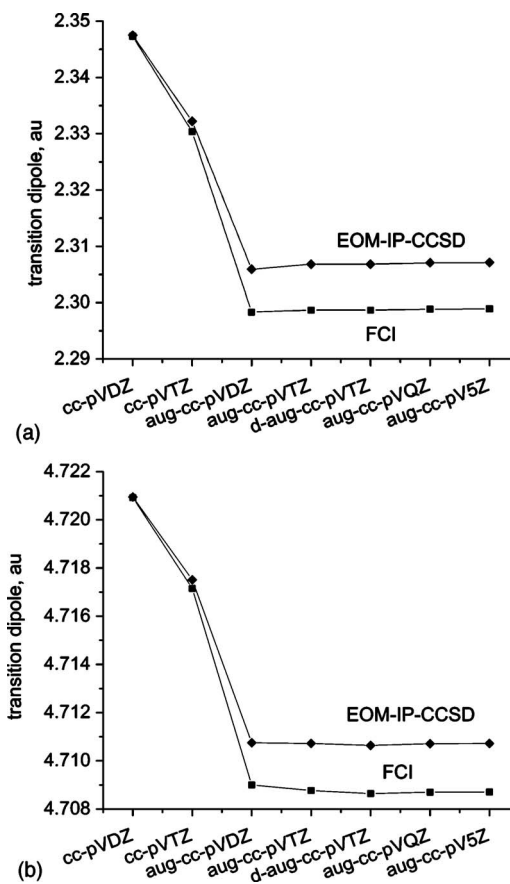 2.35
2.34
2.33
2.32
2.31
2.30
2.29
transition dipole, au
EOM-IP-CCSD
FCI
cc-pVDZ
cc-pVTZ
aug-cc-pVDZ
aug-cc-pVTZ
d-aug-cc-pVTZ
aug-cc-pVQZ
aug-cc-pV5Z
(a)
4.722
4.720
4.718
4.716
4.714
4.712
4.710
4.708
transition dipole, au
EOM-IP-CCSD
FCI
cc-pVDZ
cc-pVTZ
aug-cc-pVDZ
aug-cc-pVTZ
d-aug-cc-pVTZ
aug-cc-pVQZ
aug-cc-pV5Z
(b)